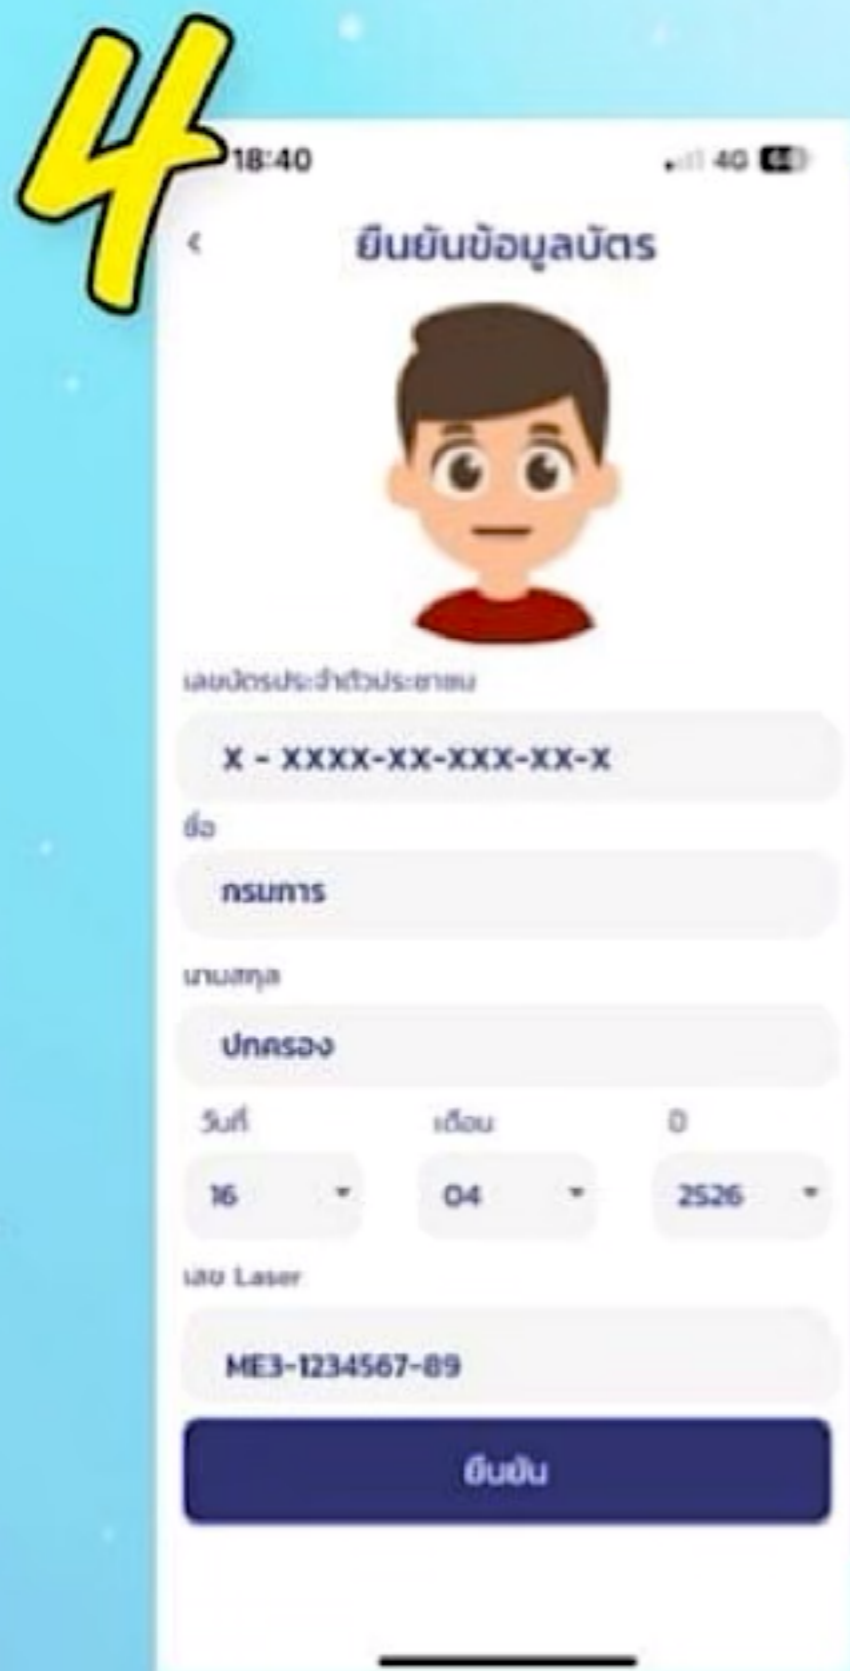 4
18:40
4G
ยืนยันข้อมูลบัตร
เลขบัตรประจำตัวประชาชน
X - XXXX-XX-XXX-XX-X
ชื่อ
กรมการ
นามสกุล
ปกครอง
วันที่ เดือน ปี
16 04 2526
เลข Laser
ME3-1234567-89
ยืนยัน